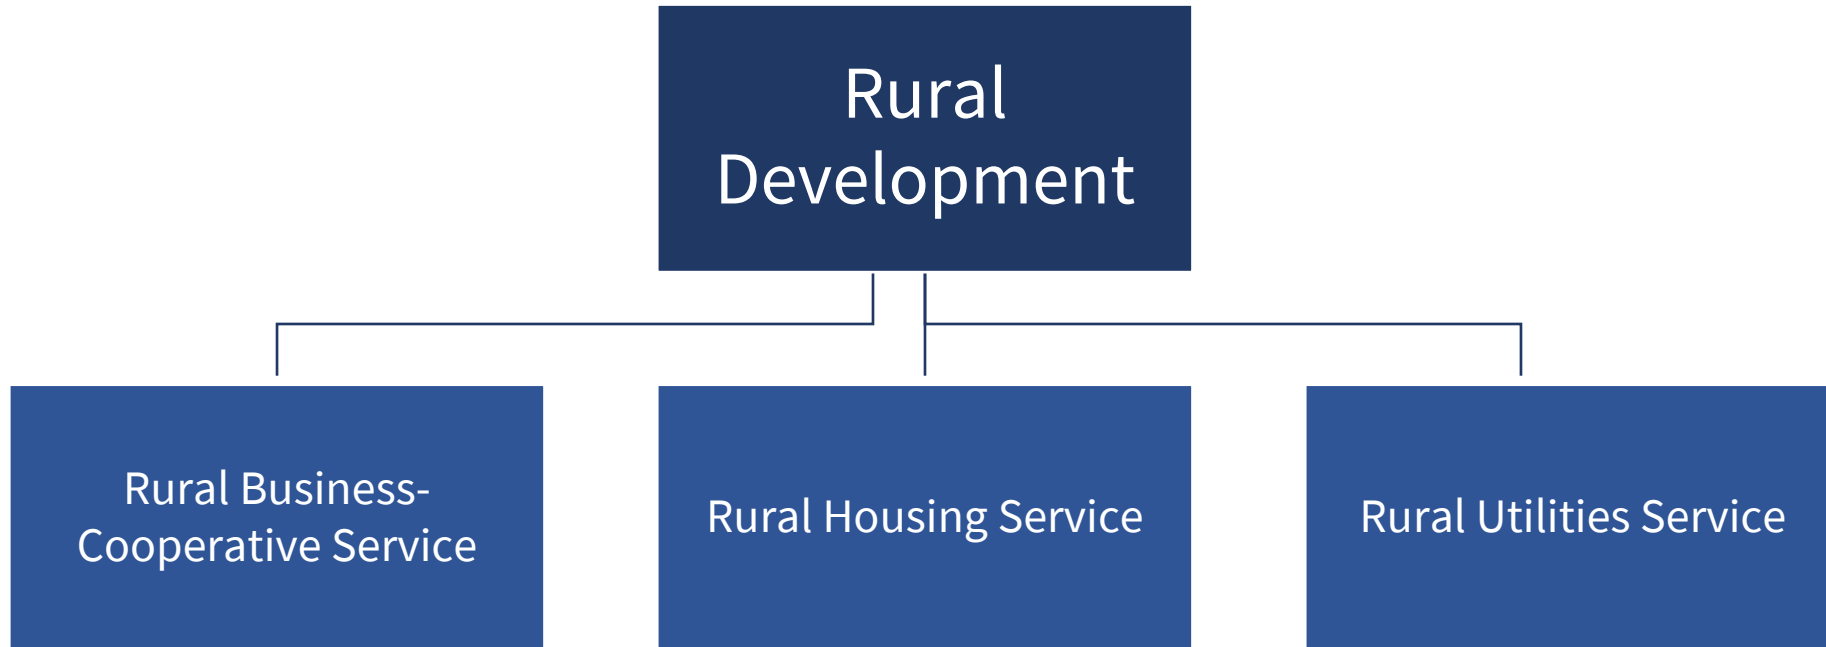 Rural
Development
Rural Business-
Cooperative Service
Rural Housing Service
Rural Utilities Service